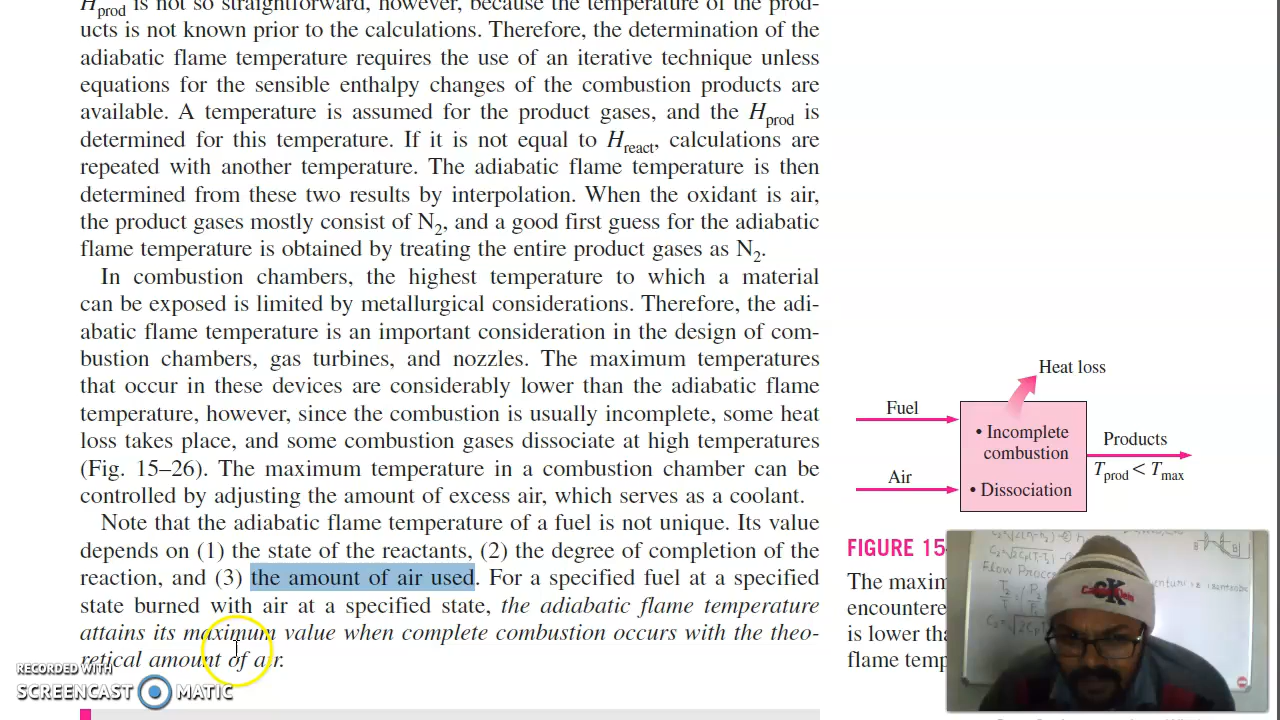 H_prod is not so straightforward, however, because the temperature of the prod-
ucts is not known prior to the calculations. Therefore, the determination of the
adiabatic flame temperature requires the use of an iterative technique unless
equations for the sensible enthalpy changes of the combustion products are
available. A temperature is assumed for the product gases, and the H_prod is
determined for this temperature. If it is not equal to H_react, calculations are
repeated with another temperature. The adiabatic flame temperature is then
determined from these two results by interpolation. When the oxidant is air,
the product gases mostly consist of N₂, and a good first guess for the adiabatic
flame temperature is obtained by treating the entire product gases as N₂.
In combustion chambers, the highest temperature to which a material
can be exposed is limited by metallurgical considerations. Therefore, the adi-
abatic flame temperature is an important consideration in the design of com-
bustion chambers, gas turbines, and nozzles. The maximum temperatures
that occur in these devices are considerably lower than the adiabatic flame
temperature, however, since the combustion is usually incomplete, some heat
loss takes place, and some combustion gases dissociate at high temperatures
(Fig. 15–26). The maximum temperature in a combustion chamber can be
controlled by adjusting the amount of excess air, which serves as a coolant.
Note that the adiabatic flame temperature of a fuel is not unique. Its value
depends on (1) the state of the reactants, (2) the degree of completion of the
reaction, and (3) the amount of air used. For a specified fuel at a specified
state burned with air at a specified state, the adiabatic flame temperature
attains its maximum value when complete combustion occurs with the theo-
retical amount of air.
Heat loss
Fuel
• Incomplete
combustion
Products
T_prod < T_max
Air
• Dissociation
FIGURE 15-
The maxim
encountere
is lower tha
flame temp
Flow Process
CK
Calvin Klein
RECORDED WITH
SCREENCAST MATIC